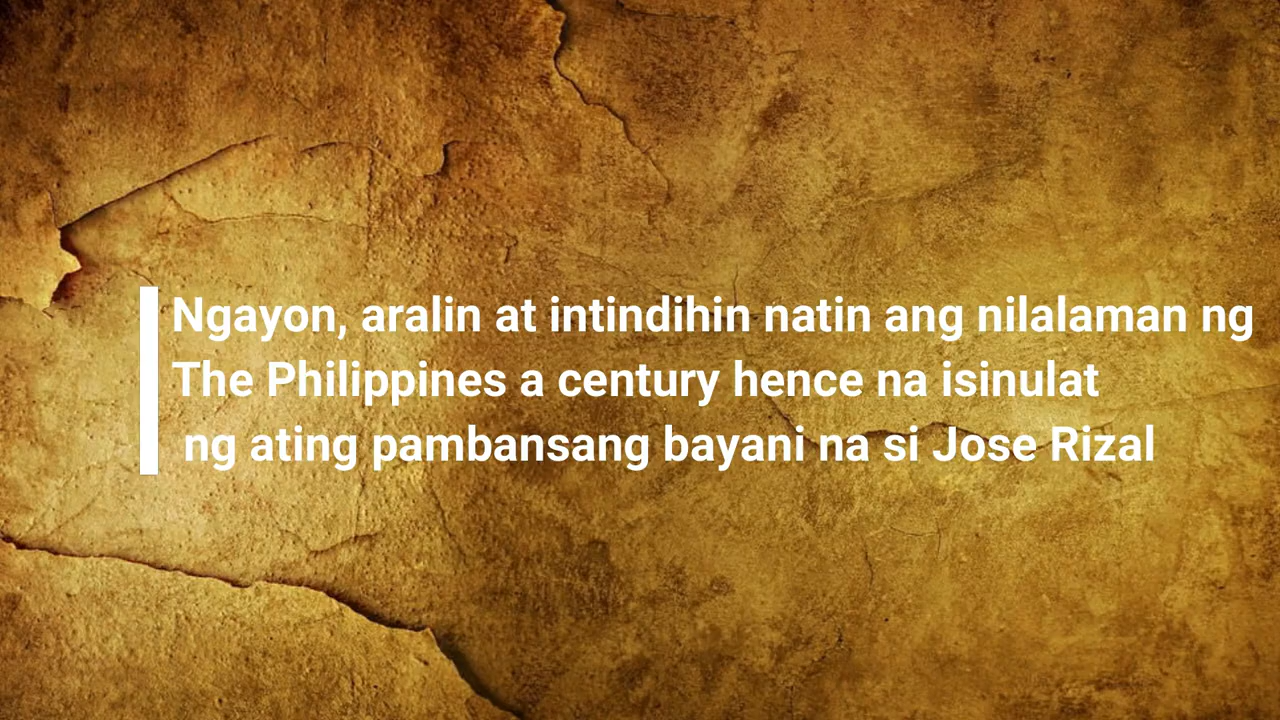 Ngayon, aralin at intindihin natin ang nilalaman ng
The Philippines a century hence na isinulat
ng ating pambansang bayani na si Jose Rizal